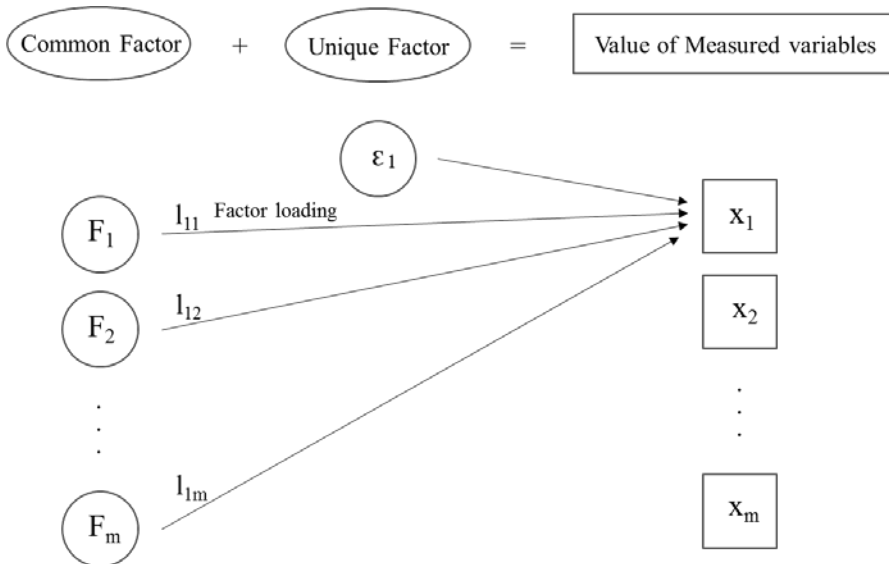 Common Factor + Unique Factor = Value of Measured variables
ε₁
l₁₁ Factor loading
F₁
x₁
l₁₂
F₂
x₂
.
.
.
.
.
.
l₁ₘ
Fₘ
xₘ